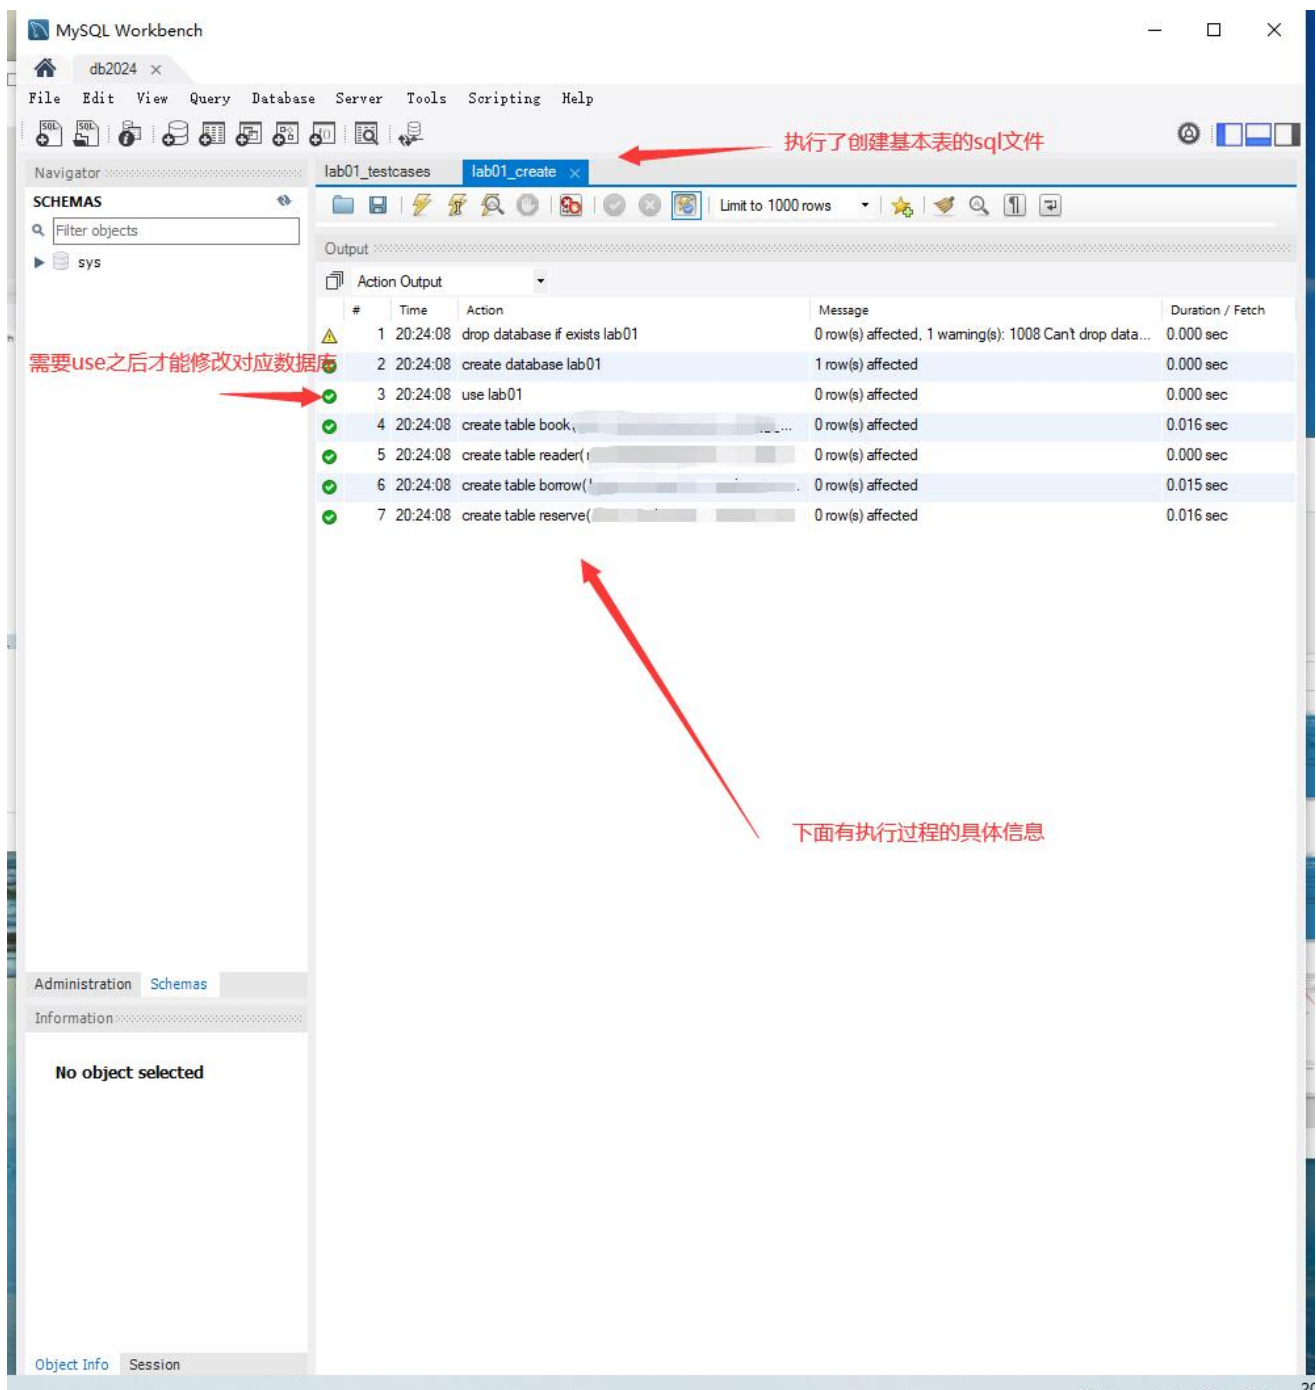 MySQL Workbench
db2024
File Edit View Query Database Server Tools Scripting Help
执行了创建基本表的sql文件
Navigator
lab01_testcases lab01_create
SCHEMAS
Limit to 1000 rows
Filter objects
Output
sys
Action Output
# Time Action Message Duration / Fetch
1 20:24:08 drop database if exists lab01 0 row(s) affected, 1 warning(s): 1008 Can't drop data... 0.000 sec
需要use之后才能修改对应数据库
2 20:24:08 create database lab01 1 row(s) affected 0.000 sec
3 20:24:08 use lab01 0 row(s) affected 0.000 sec
4 20:24:08 create table book ... 0 row(s) affected 0.016 sec
5 20:24:08 create table reader( 0 row(s) affected 0.000 sec
6 20:24:08 create table borrow( 0 row(s) affected 0.015 sec
7 20:24:08 create table reserve( 0 row(s) affected 0.016 sec
下面有执行过程的具体信息
Administration Schemas
Information
No object selected
Object Info Session